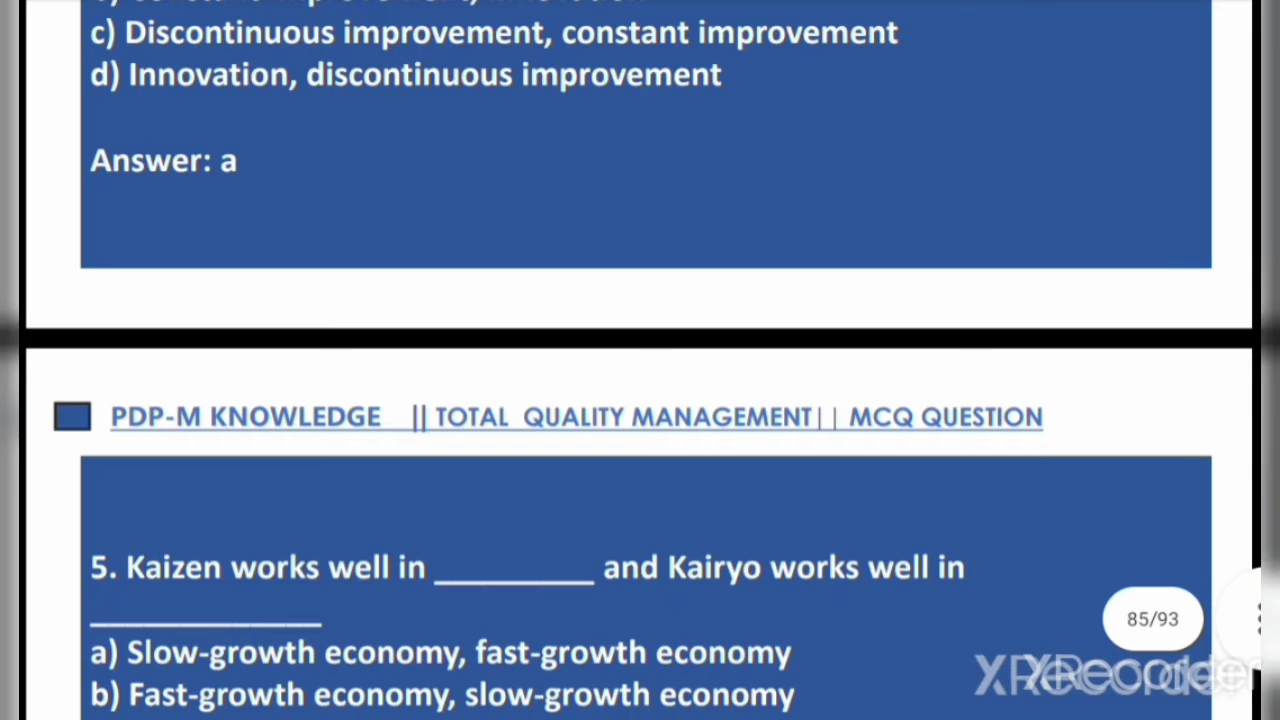 c) Discontinuous improvement, constant improvement
d) Innovation, discontinuous improvement
Answer: a
PDP-M KNOWLEDGE || TOTAL QUALITY MANAGEMENT|| MCQ QUESTION
5. Kaizen works well in __________ and Kairyo works well in
_______________
a) Slow-growth economy, fast-growth economy
b) Fast-growth economy, slow-growth economy
85/93
XRecorder